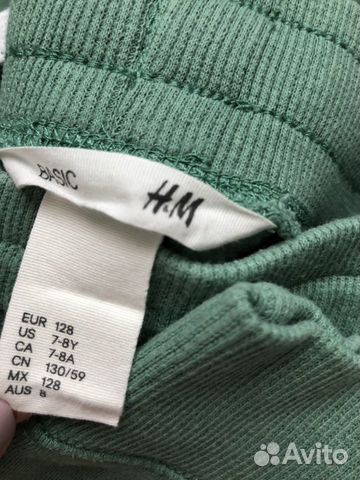 BASIC
H&M
EUR 128
US 7-8Y
CA 7-8A
CN 130/59
MX 128
AUS 8
Avito